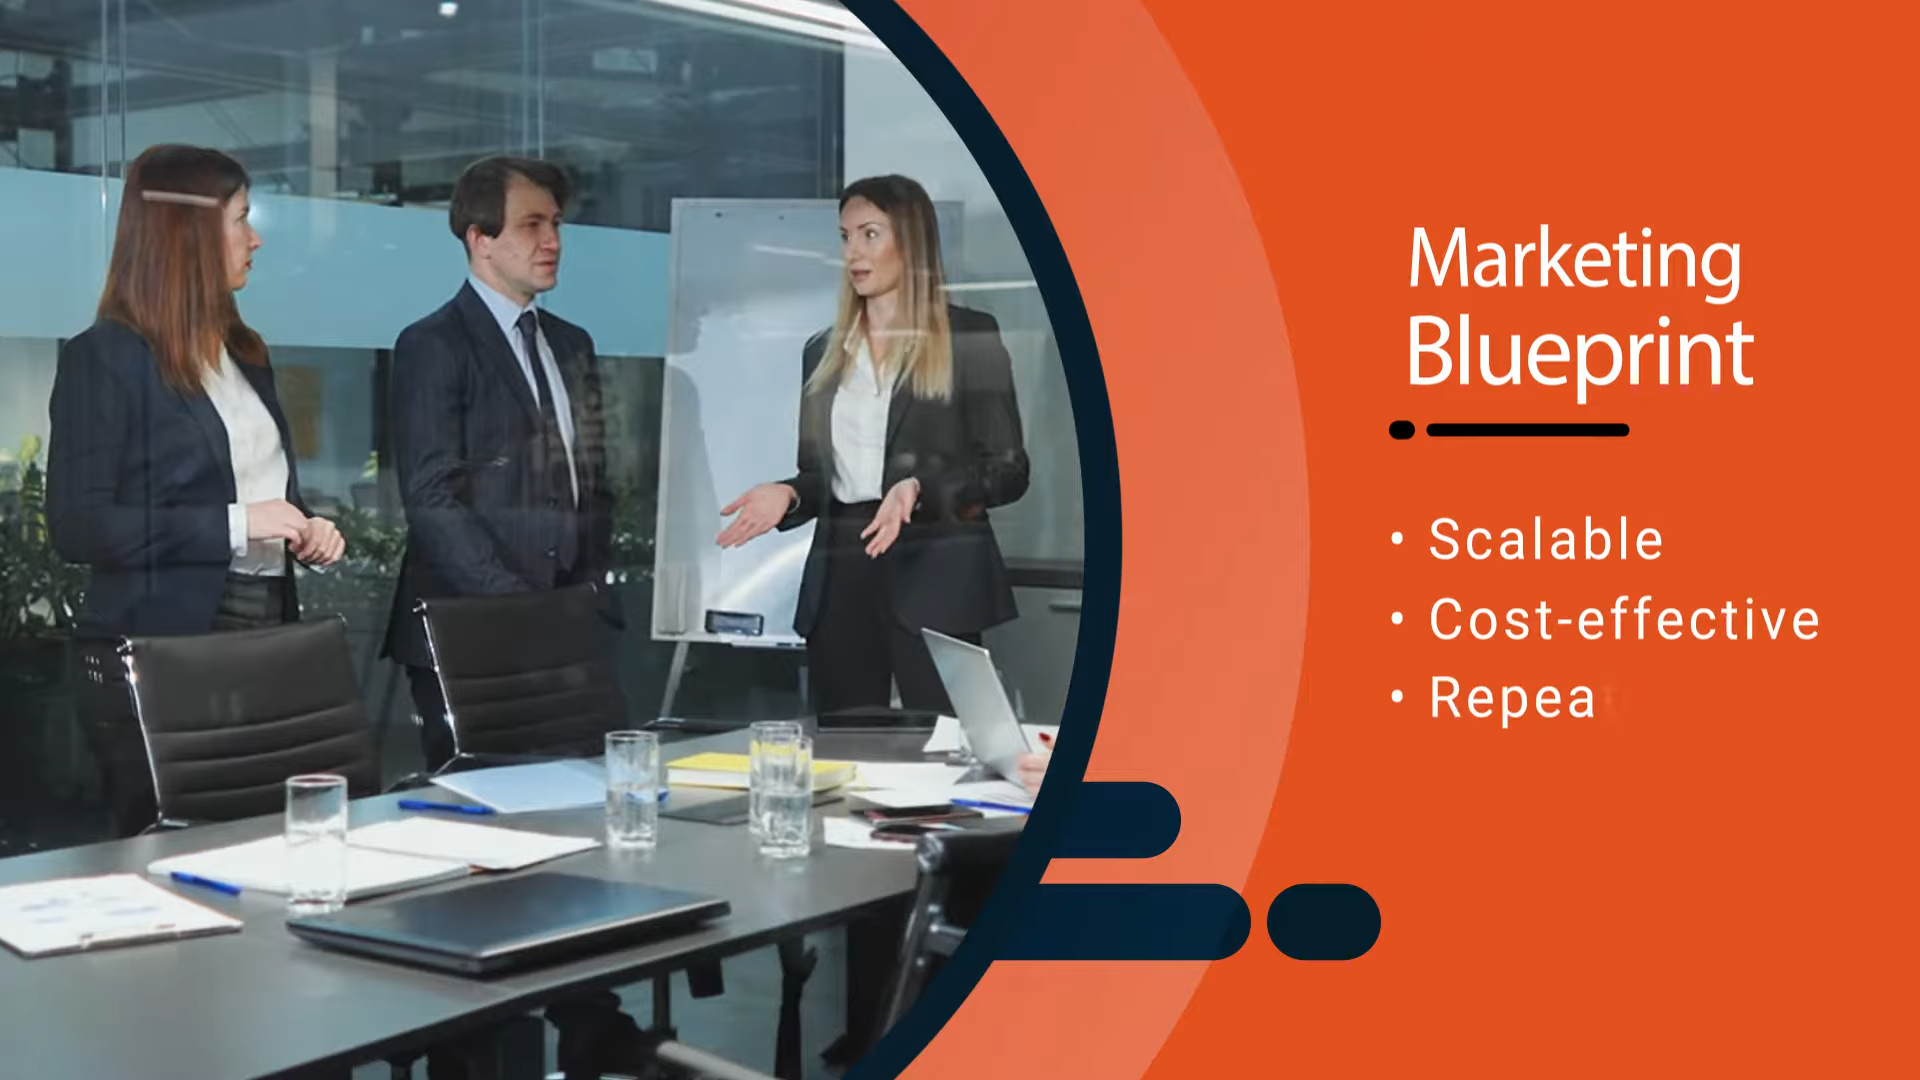 Marketing
Blueprint
• Scalable
• Cost-effective
• Repea